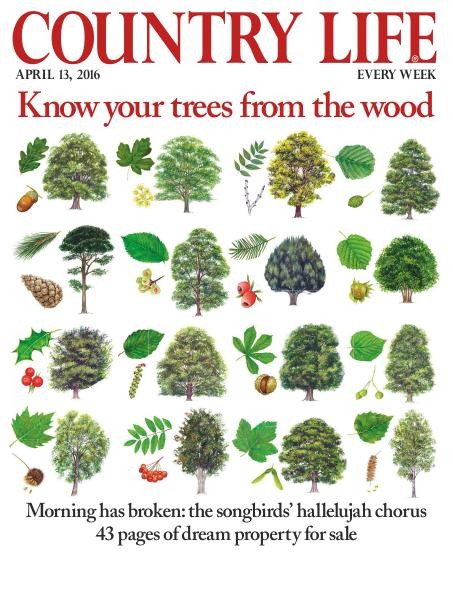 COUNTRY LIFE®
APRIL 13, 2016 EVERY WEEK
Know your trees from the wood
Morning has broken: the songbirds' hallelujah chorus
43 pages of dream property for sale